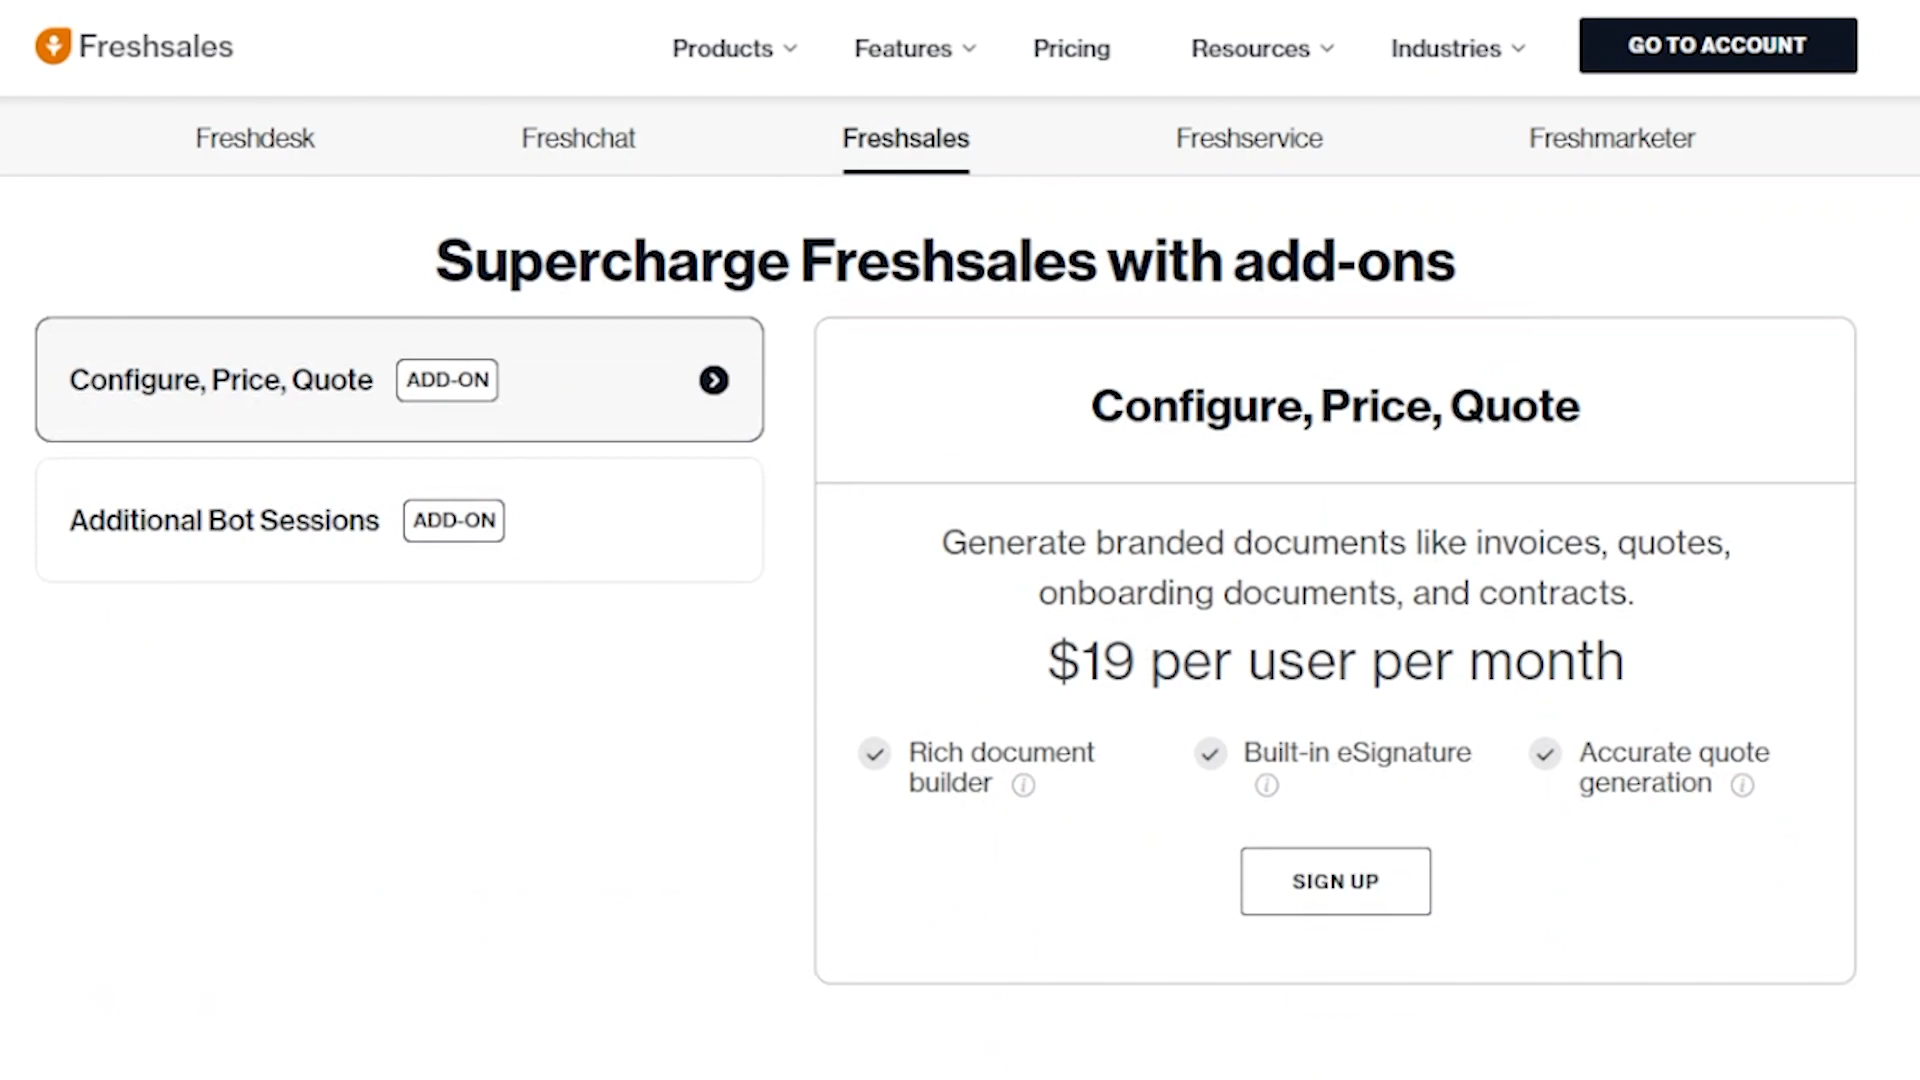 Freshsales
Products Features Pricing Resources Industries GO TO ACCOUNT
Freshdesk Freshchat Freshsales Freshservice Freshmarketer
Supercharge Freshsales with add-ons
Configure, Price, Quote ADD-ON
Additional Bot Sessions ADD-ON
Configure, Price, Quote
Generate branded documents like invoices, quotes,
onboarding documents, and contracts.
$19 per user per month
Rich document
builder
Built-in eSignature
Accurate quote
generation
SIGN UP